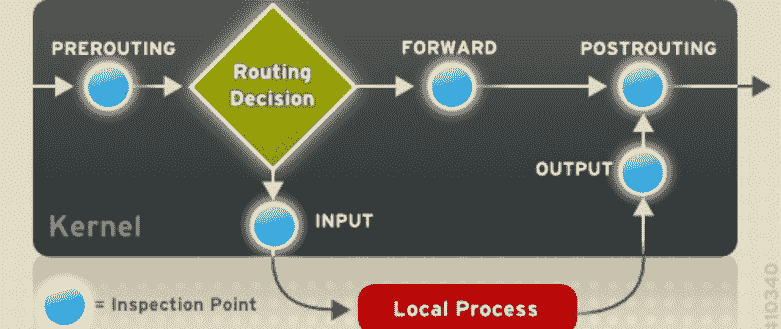 PREROUTING
FORWARD
POSTROUTING
Routing
Decision
OUTPUT
INPUT
Kernel
= Inspection Point
Local Process